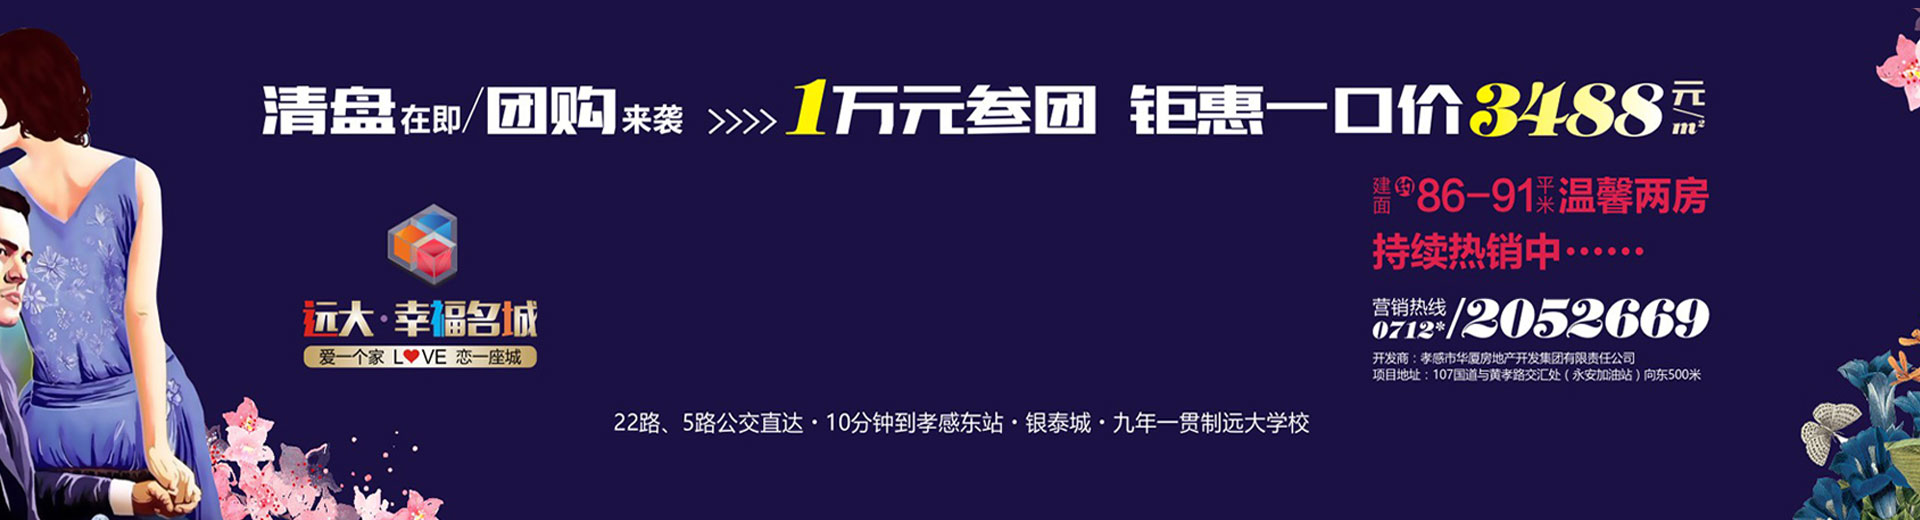 清盘在即/团购来袭 >>>> 1万元参团 钜惠一口价3488元/m²
建面约86-91平米温馨两房
持续热销中……
远大·幸福名城
爱一个家 LOVE 恋一座城
营销热线
0712*/2052669
开发商：孝感市华厦房地产开发集团有限责任公司
项目地址：107国道与黄孝路交汇处（永安加油站）向东500米
22路、5路公交直达·10分钟到孝感东站·银泰城·九年一贯制远大学校